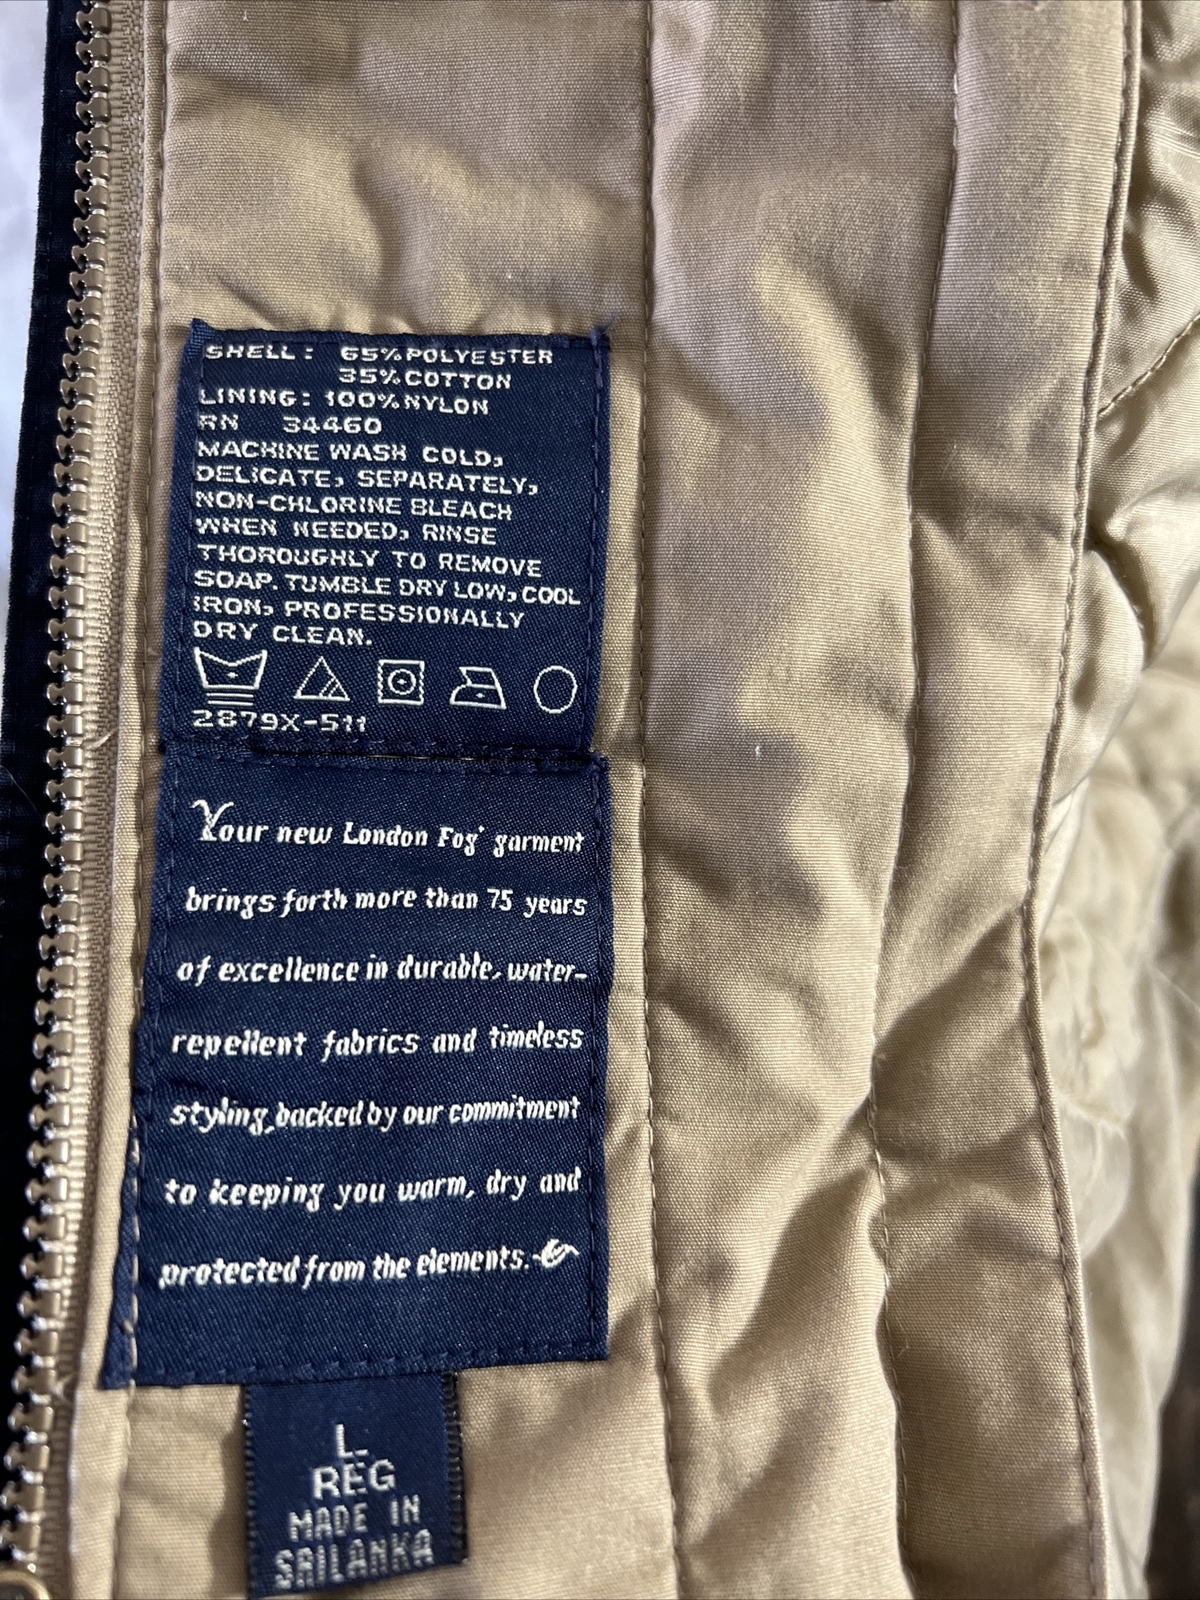 SHELL: 65%POLYESTER
35%COTTON
LINING: 100%NYLON
RN 34460
MACHINE WASH COLD,
DELICATE, SEPARATELY,
NON-CHLORINE BLEACH
WHEN NEEDED, RINSE
THOROUGHLY TO REMOVE
SOAP. TUMBLE DRY LOW, COOL
IRON, PROFESSIONALLY
DRY CLEAN.
2879X-511
Your new London Fog' garment
brings forth more than 75 years
of excellence in durable, water-
repellent fabrics and timeless
styling, backed by our commitment
to keeping you warm, dry and
protected from the elements.
L
REG
MADE IN
SRILANKA